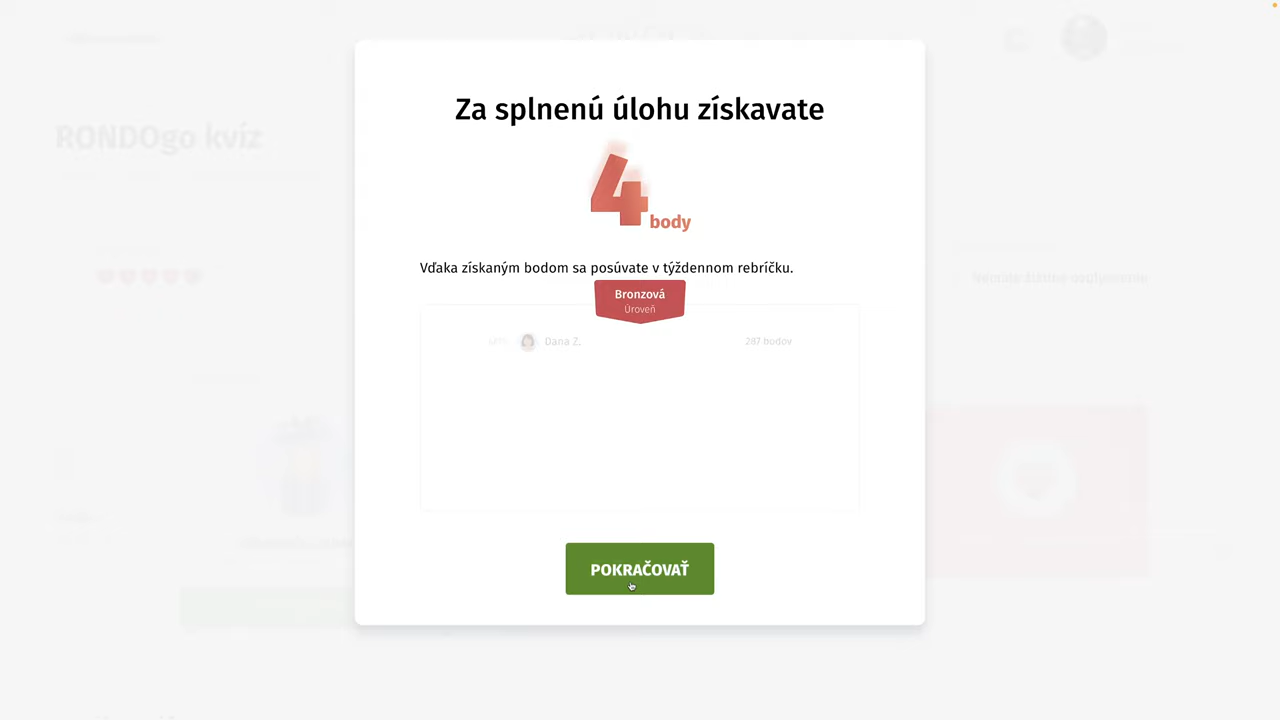 RONDOgo kvíz
Za splnenú úlohu získavate
4 body
Vďaka získaným bodom sa posúvate v týždennom rebríčku.
Bronzová
Úroveň
Dana Z.
287 bodov
POKRAČOVAŤ